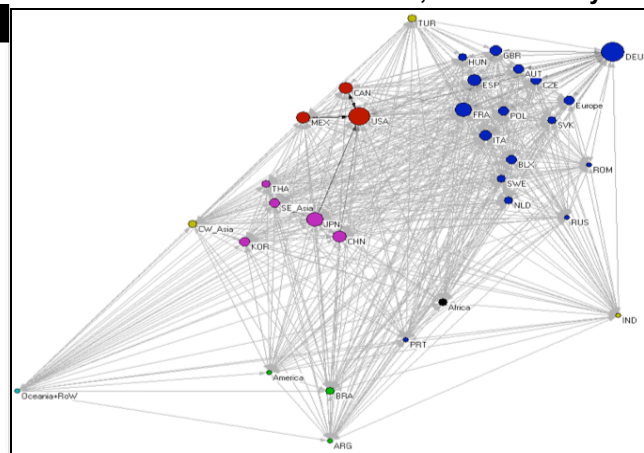 TUR
HUN
GBR
DEU
AUT
CZE
ESP
CAN
Europe
MEX
USA
FRA
POL
SVK
ITA
BLX
ROM
THA
SWE
SE_Asia
NLD
JPN
RUS
CW_Asia
KOR
CHN
Africa
IND
PRT
America
Oceania+RoW
BRA
ARG